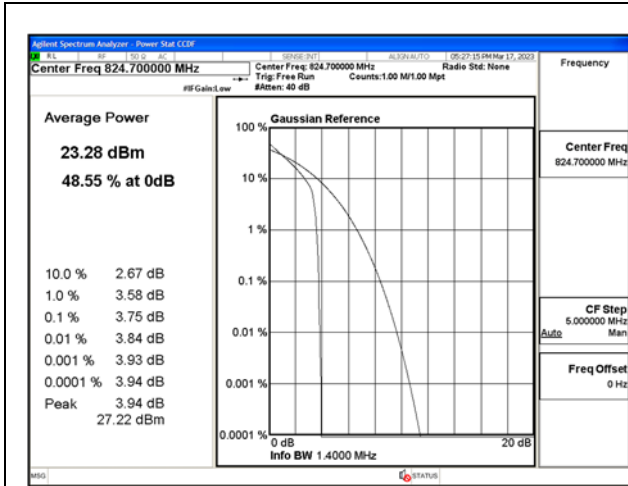 Agilent Spectrum Analyzer - Power Stat CCDF
RL RF 50 Ω AC SENSE:INT ALIGN AUTO 05:27:15 PM Mar 17, 2023
Center Freq 824.700000 MHz
Center Freq: 824.700000 MHz Radio Std: None
Trig: Free Run Counts:1.00 M/1.00 Mpt
#IFGain:Low #Atten: 40 dB
Frequency
Average Power
23.28 dBm
48.55 % at 0dB
10.0 % 2.67 dB
1.0 % 3.58 dB
0.1 % 3.75 dB
0.01 % 3.84 dB
0.001 % 3.93 dB
0.0001 % 3.94 dB
Peak 3.94 dB
27.22 dBm
Gaussian Reference
100 %
10 %
1 %
0.1 %
0.01 %
0.001 %
0.0001 %
0 dB 20 dB
Info BW 1.4000 MHz
Center Freq
824.700000 MHz
CF Step
5.000000 MHz
Auto Man
Freq Offset
0 Hz
MSG STATUS